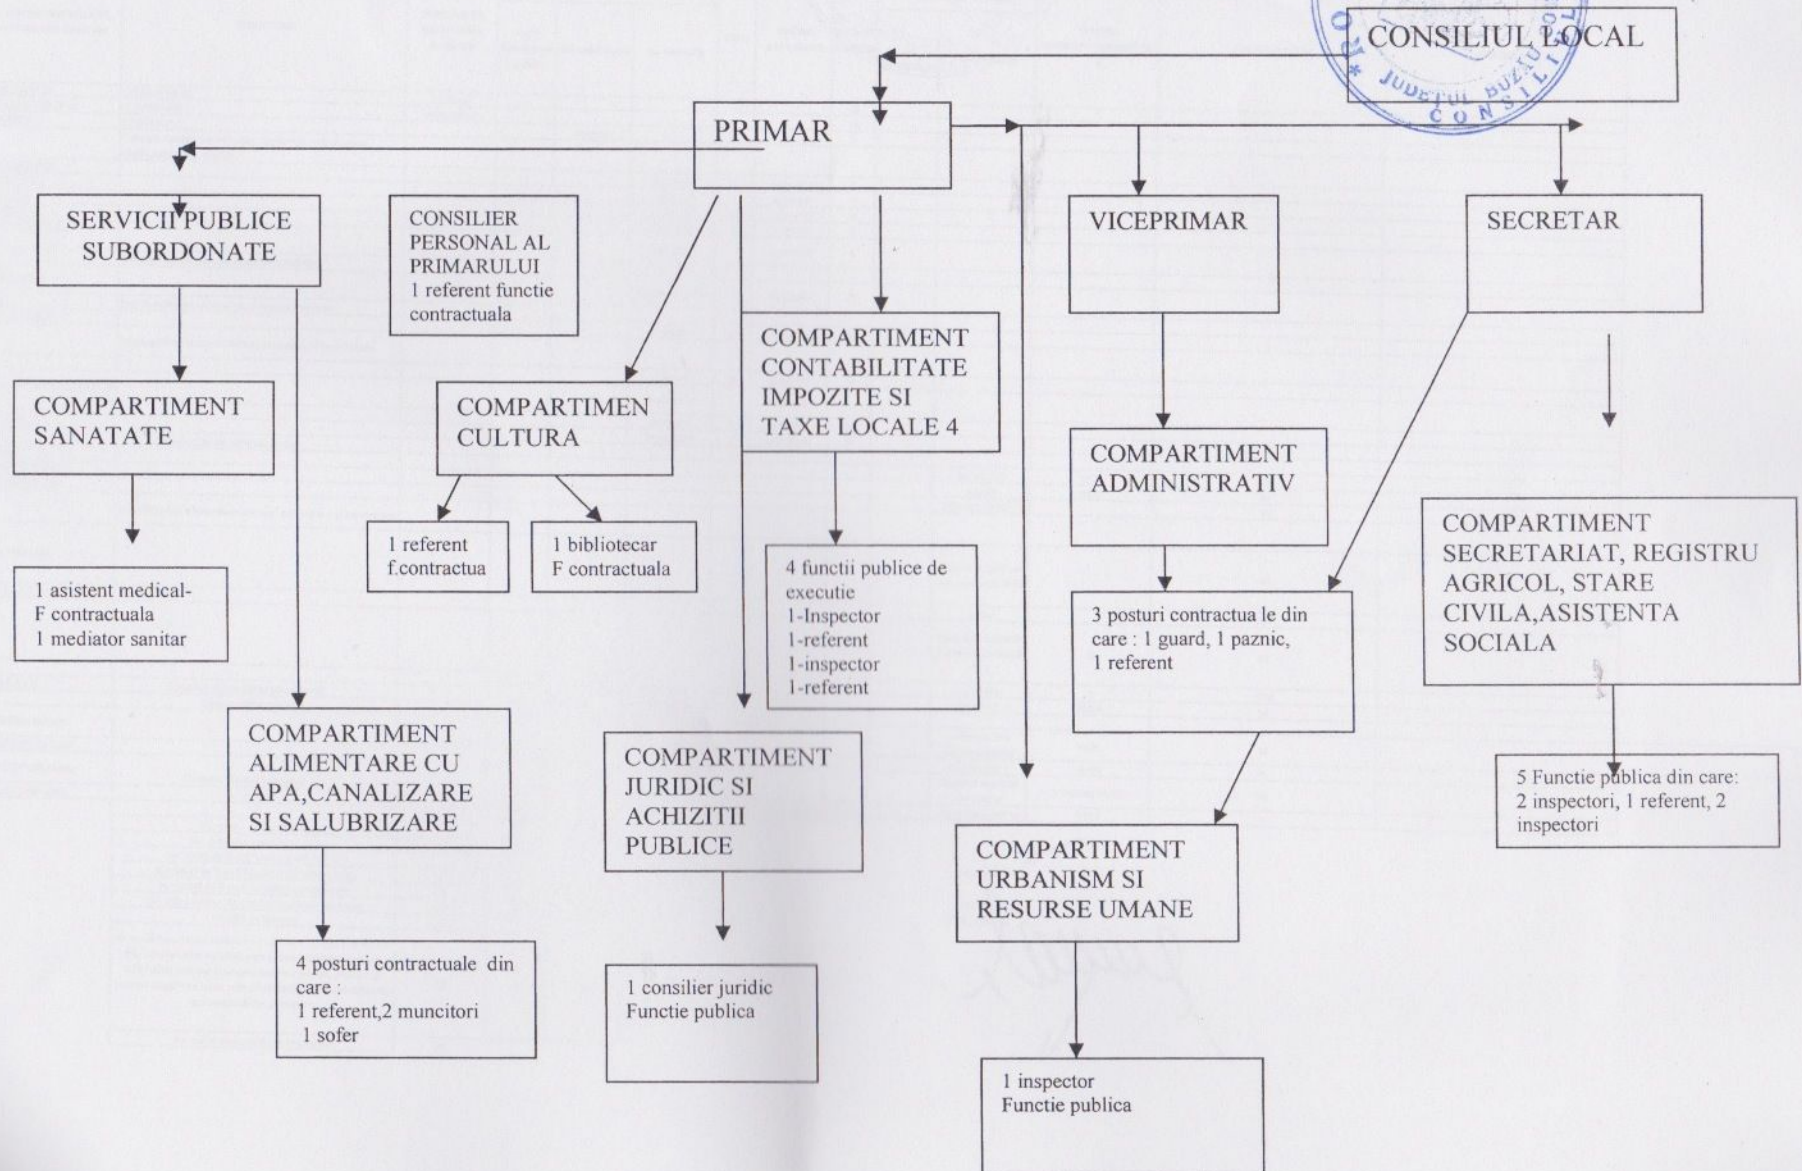 CONSILIUL LOCAL
JUDETUL BUZAU
CONSILIUL
PRIMAR
SERVICII PUBLICE
SUBORDONATE
CONSILIER
PERSONAL AL
PRIMARULUI
1 referent functie
contractuala
VICEPRIMAR
SECRETAR
COMPARTIMENT
SANATATE
COMPARTIMEN
CULTURA
COMPARTIMENT
CONTABILITATE
IMPOZITE SI
TAXE LOCALE 4
COMPARTIMENT
ADMINISTRATIV
COMPARTIMENT
SECRETARIAT, REGISTRU
AGRICOL, STARE
CIVILA,ASISTENTA
SOCIALA
1 asistent medical-
F contractuala
1 mediator sanitar
1 referent
f.contractua
1 bibliotecar
F contractuala
4 functii publice de
executie
1-Inspector
1-referent
1-inspector
1-referent
3 posturi contractua le din
care : 1 guard, 1 paznic,
1 referent
COMPARTIMENT
ALIMENTARE CU
APA,CANALIZARE
SI SALUBRIZARE
COMPARTIMENT
JURIDIC SI
ACHIZITII
PUBLICE
COMPARTIMENT
URBANISM SI
RESURSE UMANE
5 Functie publica din care:
2 inspectori, 1 referent, 2
inspectori
4 posturi contractuale din
care :
1 referent,2 muncitori
1 sofer
1 consilier juridic
Functie publica
1 inspector
Functie publica